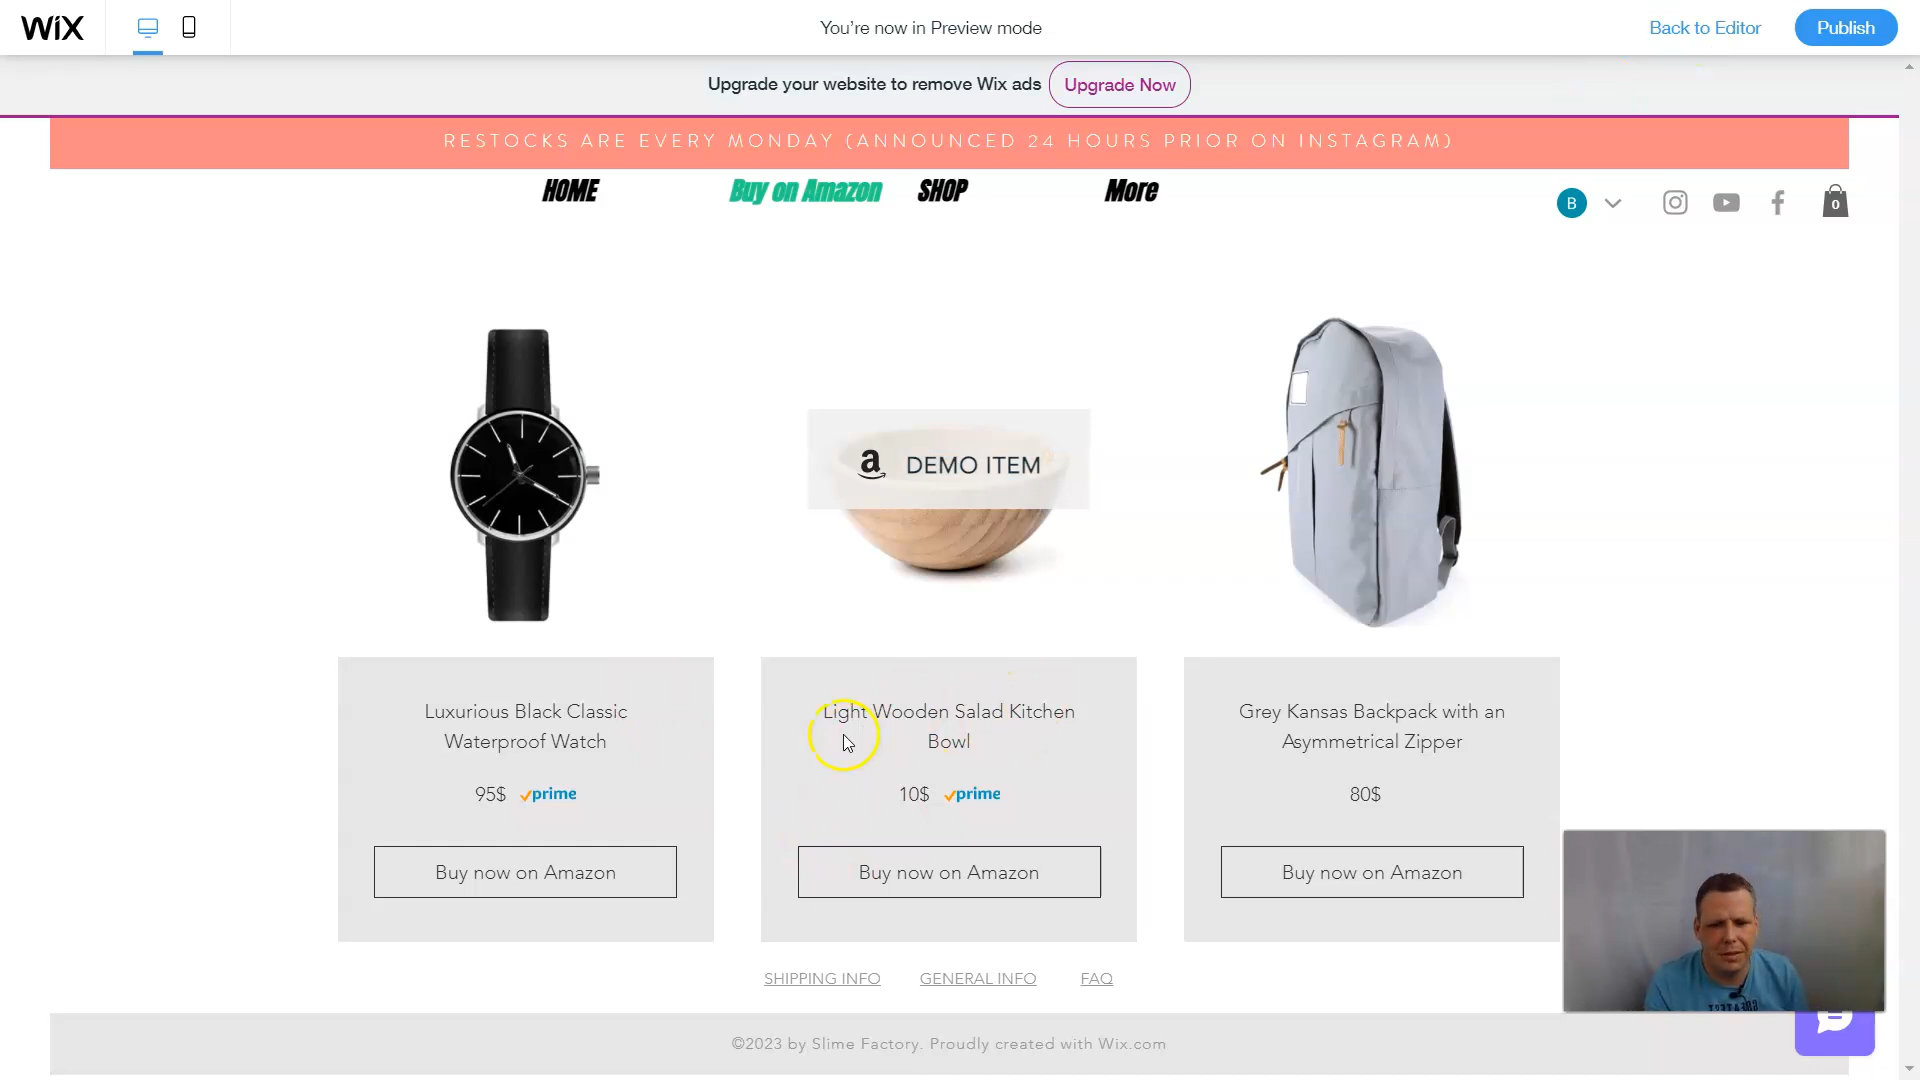 WiX
You're now in Preview mode
Back to Editor
Publish
Upgrade your website to remove Wix ads
Upgrade Now
RESTOCKS ARE EVERY MONDAY (ANNOUNCED 24 HOURS PRIOR ON INSTAGRAM)
HOME
Buy on Amazon
SHOP
More
B
0
a DEMO ITEM
Luxurious Black Classic
Waterproof Watch
95$ prime
Buy now on Amazon
Light Wooden Salad Kitchen
Bowl
10$ prime
Buy now on Amazon
Grey Kansas Backpack with an
Asymmetrical Zipper
80$
Buy now on Amazon
SHIPPING INFO
GENERAL INFO
FAQ
©2023 by Slime Factory. Proudly created with Wix.com